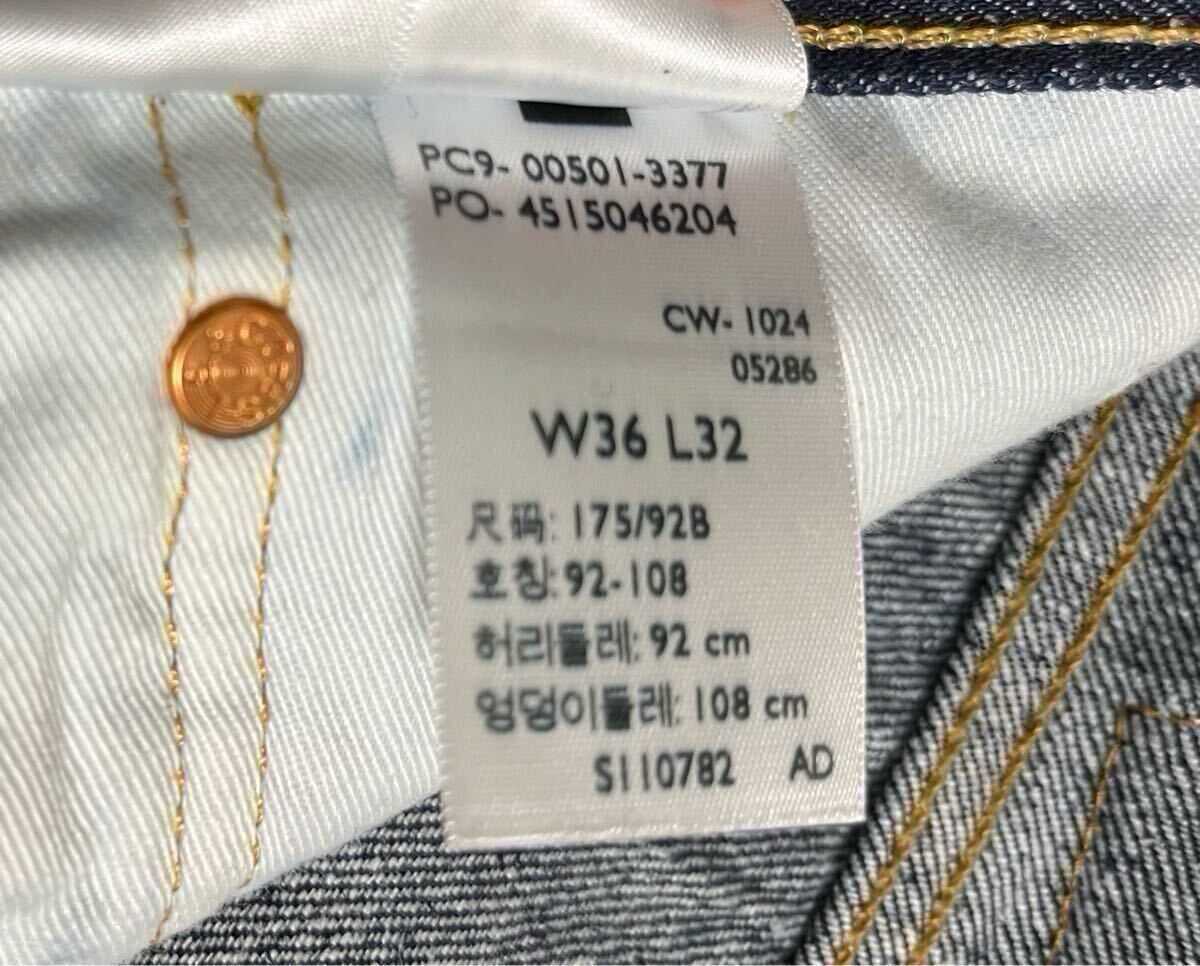 PC9- 00501-3377
PO- 4515046204
CW- 1024
05286
W36 L32
尺码: 175/92B
호칭: 92-108
허리둘레: 92 cm
엉덩이둘레: 108 cm
S110782 AD